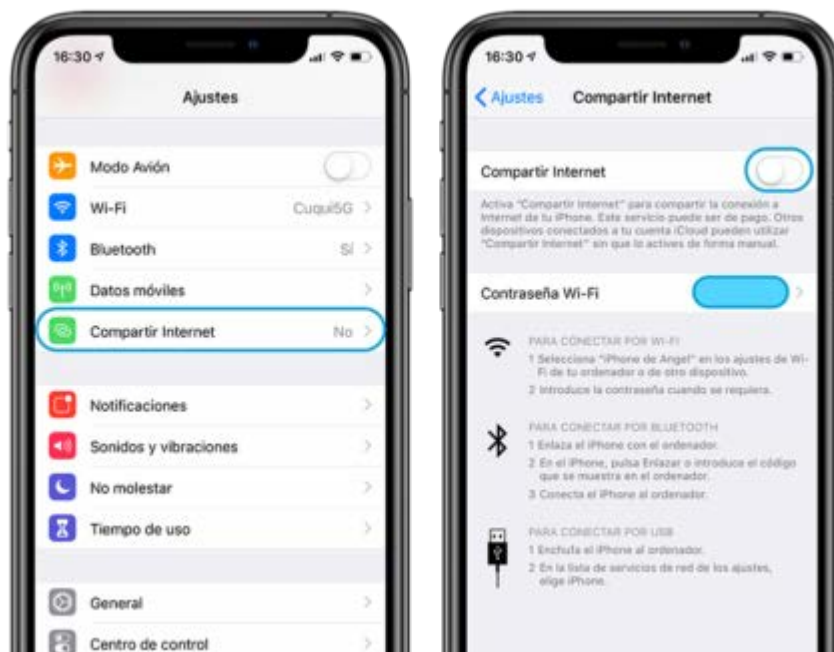 16:30
Ajustes
Modo Avión
Wi-Fi Cuqui5G
Bluetooth Sí
Datos móviles
Compartir Internet No
Notificaciones
Sonidos y vibraciones
No molestar
Tiempo de uso
General
Centro de control
16:30
Ajustes Compartir Internet
Compartir Internet
Activa "Compartir Internet" para compartir la conexión a
Internet de tu iPhone. Este servicio puede ser de pago. Otros
dispositivos conectados a tu cuenta iCloud pueden utilizar
"Compartir Internet" sin que lo actives de forma manual.
Contraseña Wi-Fi
PARA CONECTAR POR WI-FI
1 Selecciona "iPhone de Angel" en los ajustes de Wi-
Fi de tu ordenador o de otro dispositivo.
2 Introduce la contraseña cuando se requiera.
PARA CONECTAR POR BLUETOOTH
1 Enlaza el iPhone con el ordenador.
2 En el iPhone, pulsa Enlazar o introduce el código
que se muestra en el ordenador.
3 Conecta el iPhone al ordenador.
PARA CONECTAR POR USB
1 Enchufa el iPhone al ordenador.
2 En la lista de servicios de red de los ajustes,
elige iPhone.